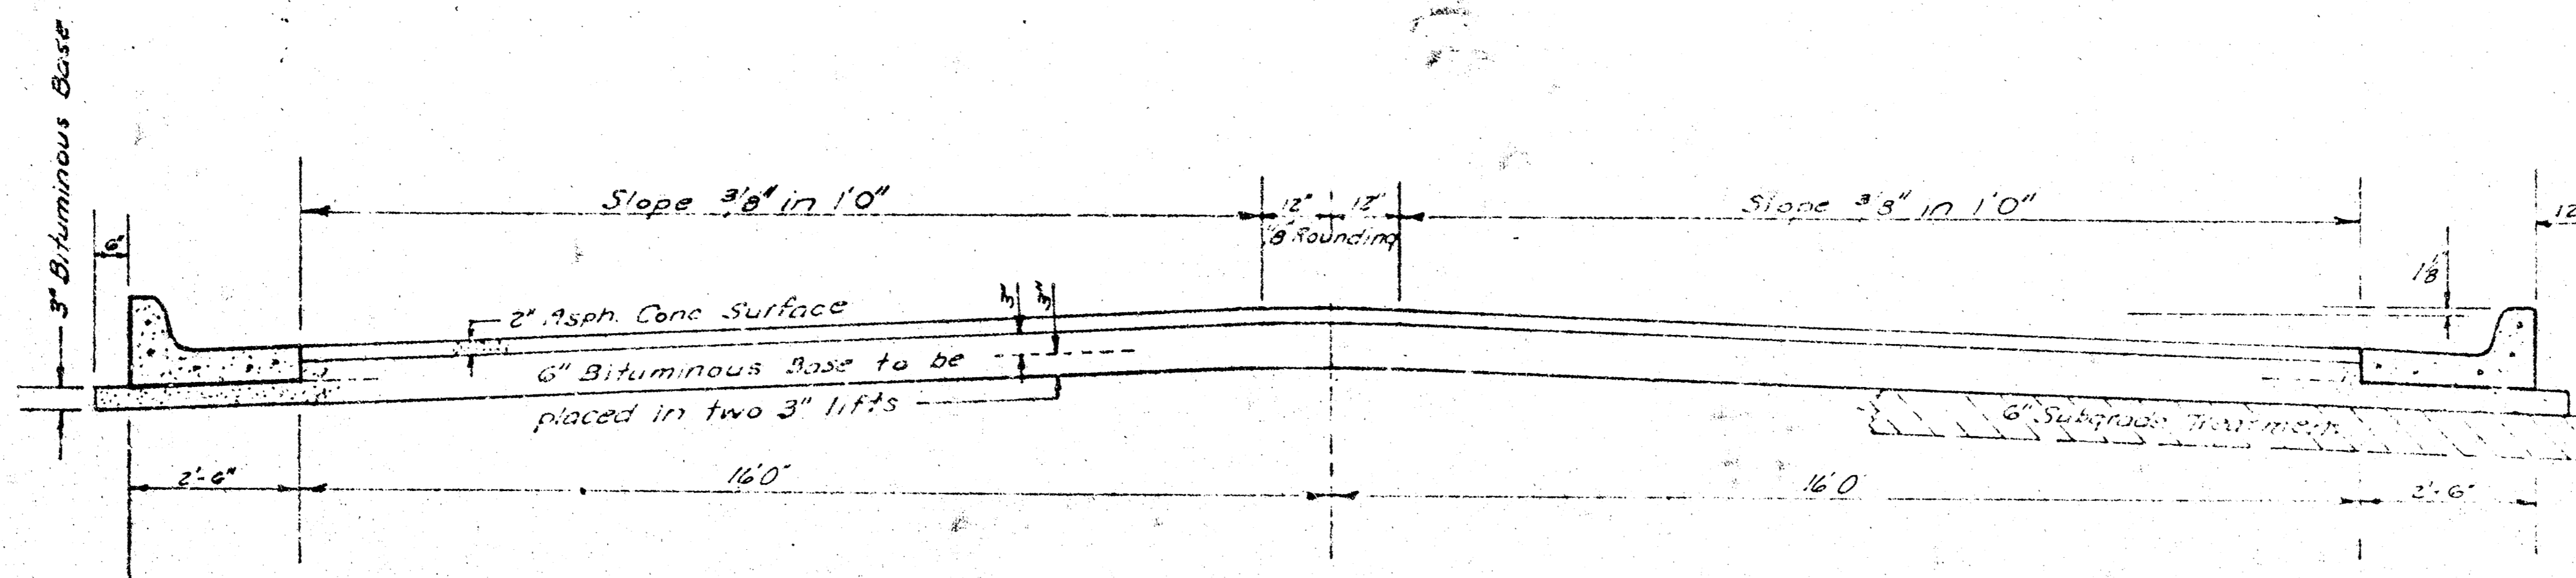 3" Bituminous Base
Slope 3/8" in 1'0"
12" 12"
Slope 3/8" in 1'0"
12
6"
Rounding
1 1/8"
3" 3"
2" Asph. Conc Surface
6" Bituminous Base to be
placed in two 3" lifts
6" Subgrade Treatment
2'-6"
16'0"
16'0
2'-6"